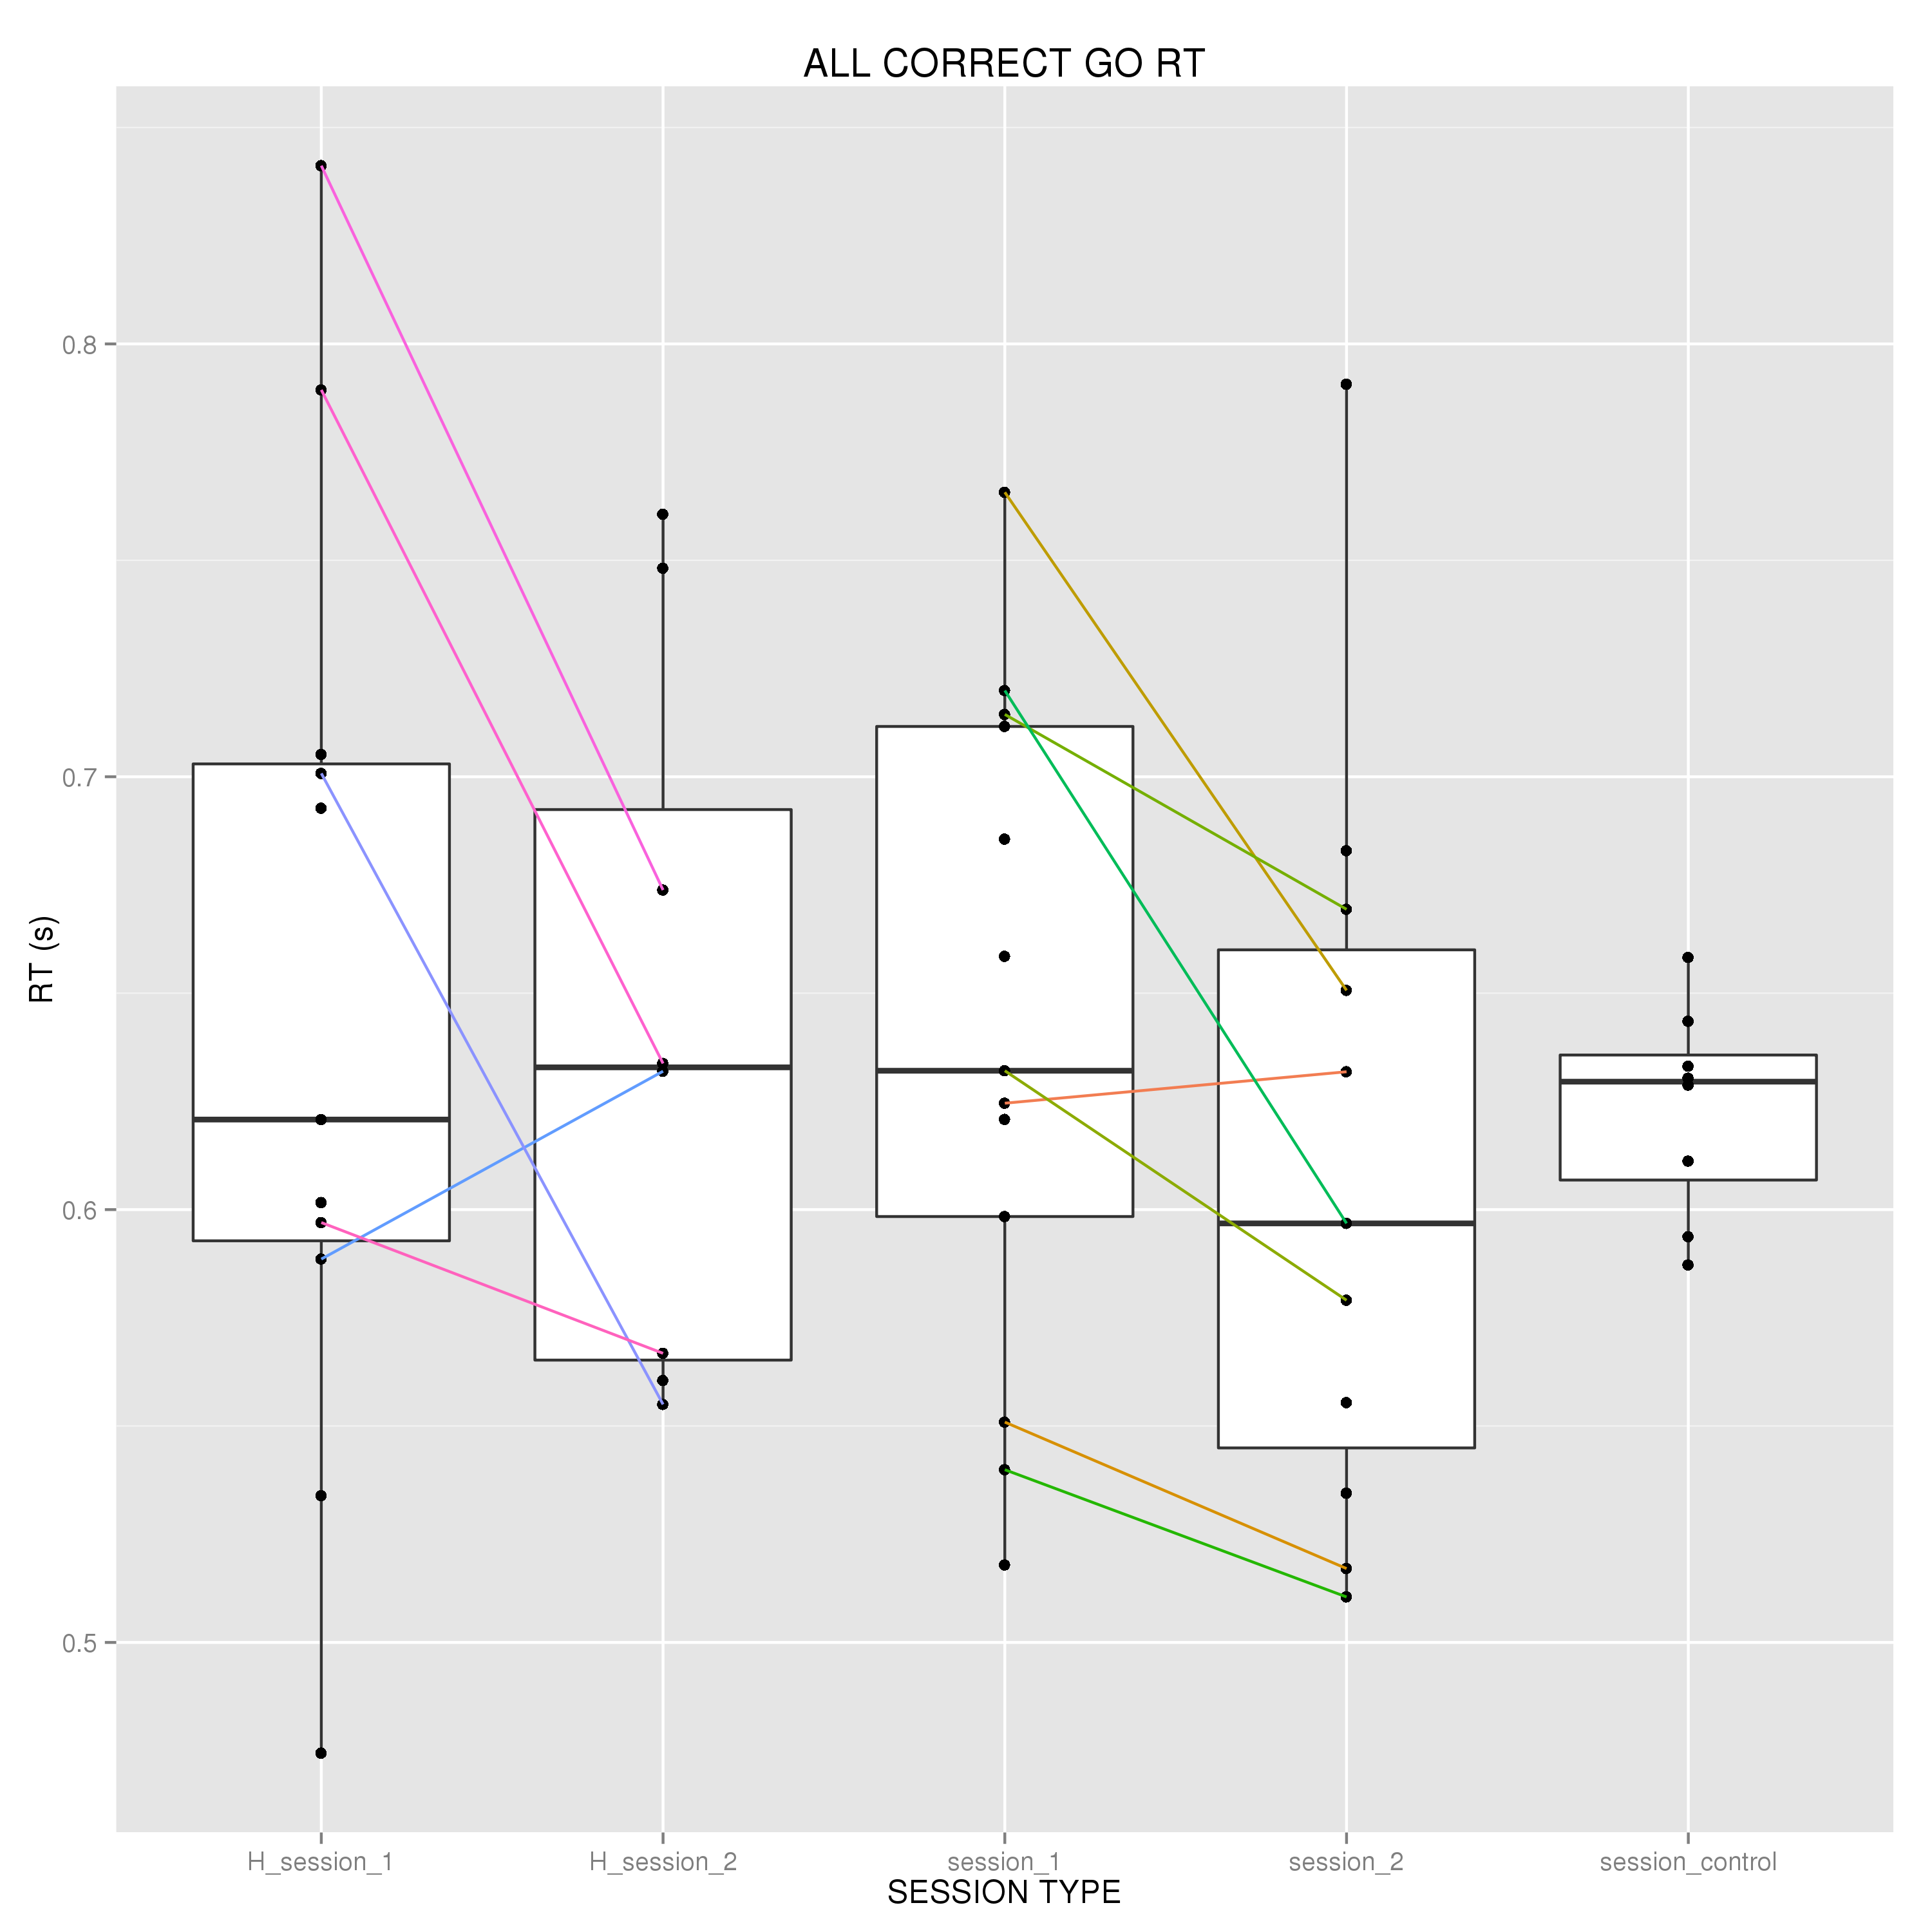 ALL CORRECT GO RT
0.8
0.7
0.6
0.5
RT (s)
H_session_1
H_session_2
session_1
session_2
session_control
SESSION TYPE